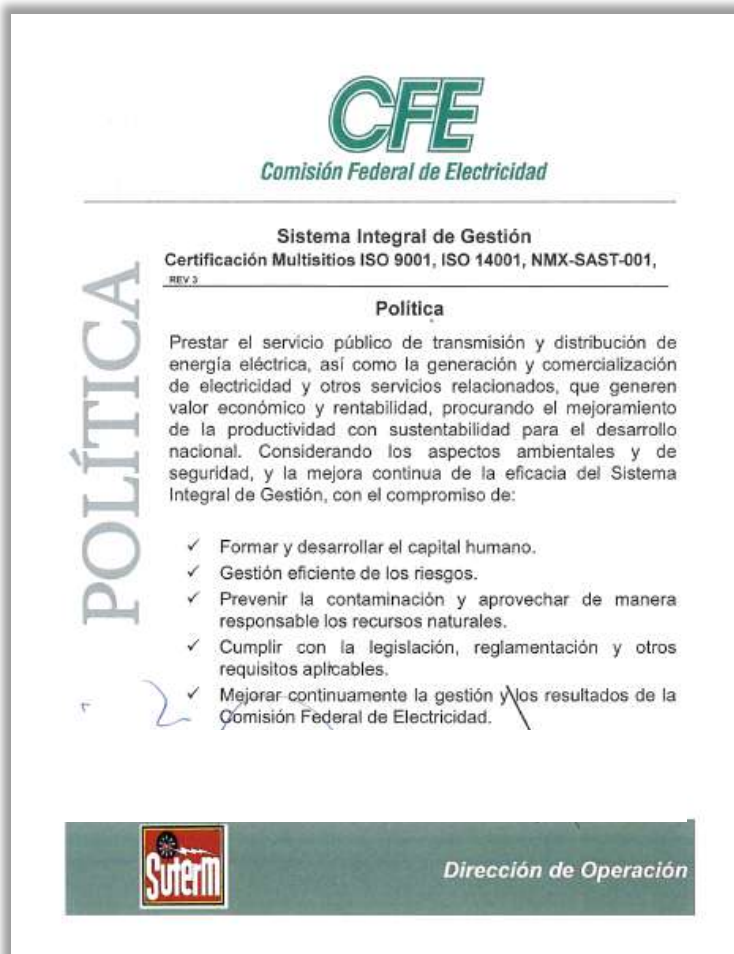 CFE
Comisión Federal de Electricidad
Sistema Integral de Gestión
Certificación Multisitios ISO 9001, ISO 14001, NMX-SAST-001,
REV 3
POLÍTICA
Política
Prestar el servicio público de transmisión y distribución de
energía eléctrica, así como la generación y comercialización
de electricidad y otros servicios relacionados, que generen
valor económico y rentabilidad, procurando el mejoramiento
de la productividad con sustentabilidad para el desarrollo
nacional. Considerando los aspectos ambientales y de
seguridad, y la mejora continua de la eficacia del Sistema
Integral de Gestión, con el compromiso de:
✓ Formar y desarrollar el capital humano.
✓ Gestión eficiente de los riesgos.
✓ Prevenir la contaminación y aprovechar de manera
responsable los recursos naturales.
✓ Cumplir con la legislación, reglamentación y otros
requisitos aplicables.
✓ Mejorar continuamente la gestión y los resultados de la
Comisión Federal de Electricidad.
Suterm
Dirección de Operación